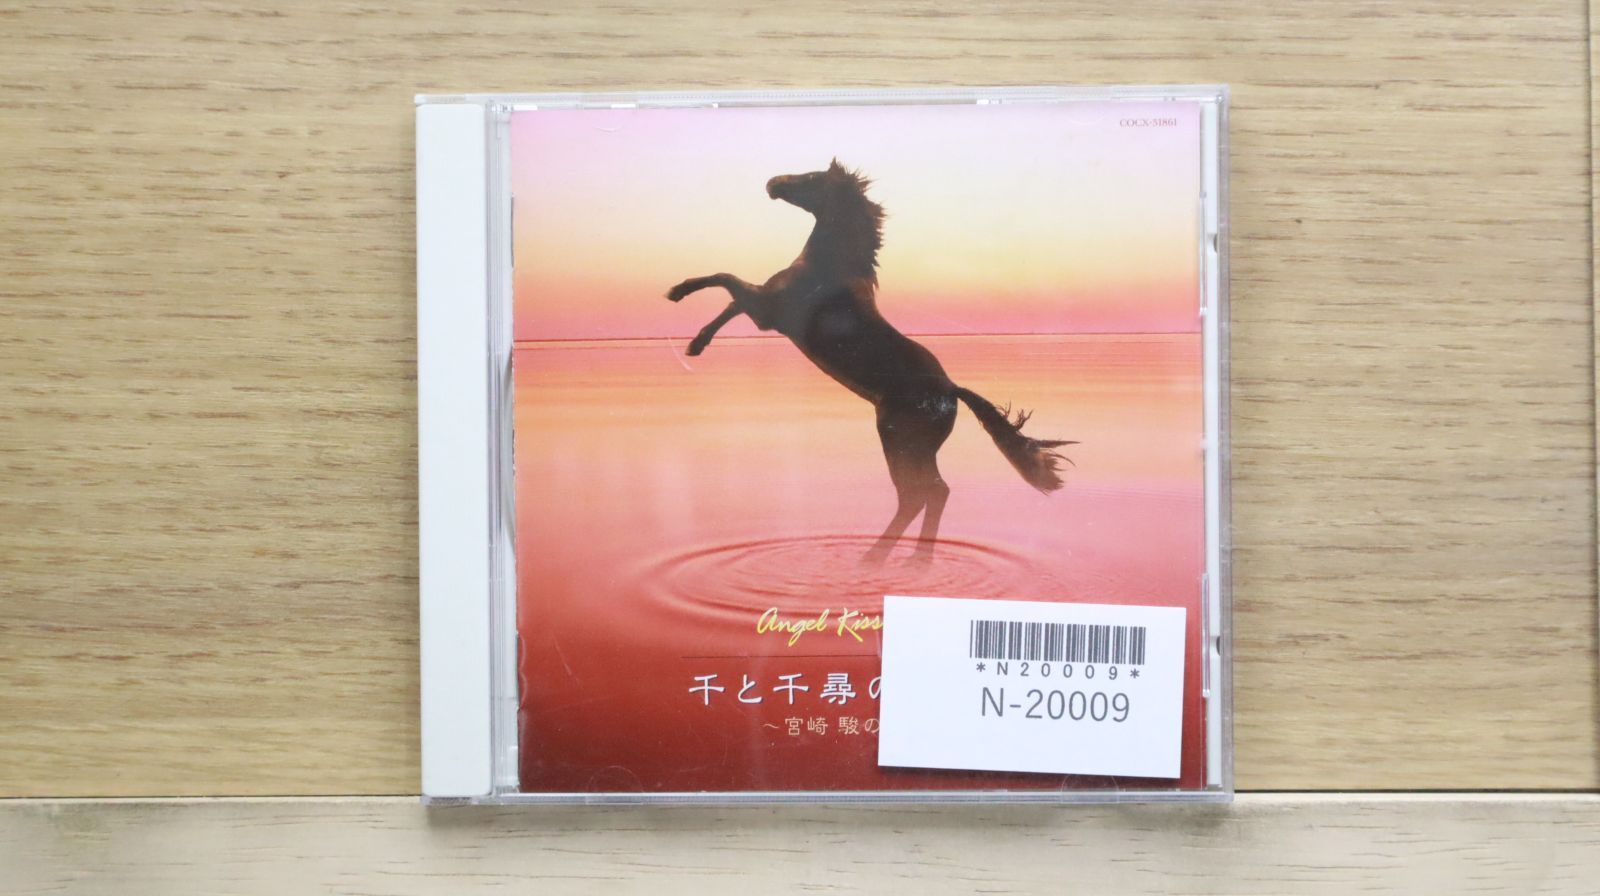 COCX-31861
Angel Kiss
千と千尋の
～宮崎 駿の
*N20009*
N-20009